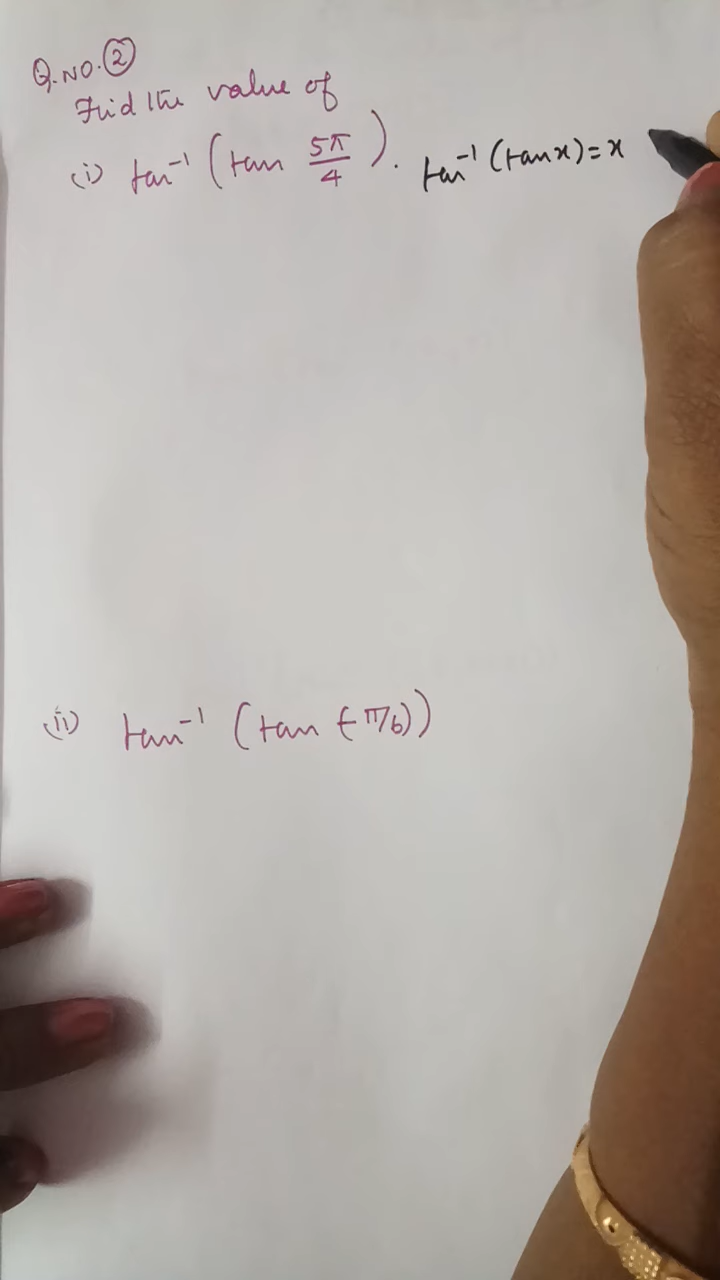 Q.NO.②
Find the value of
(i) tan⁻¹ (tan 5π/4). tan⁻¹ (tan x) = x
(ii) tan⁻¹ (tan (-π/6))